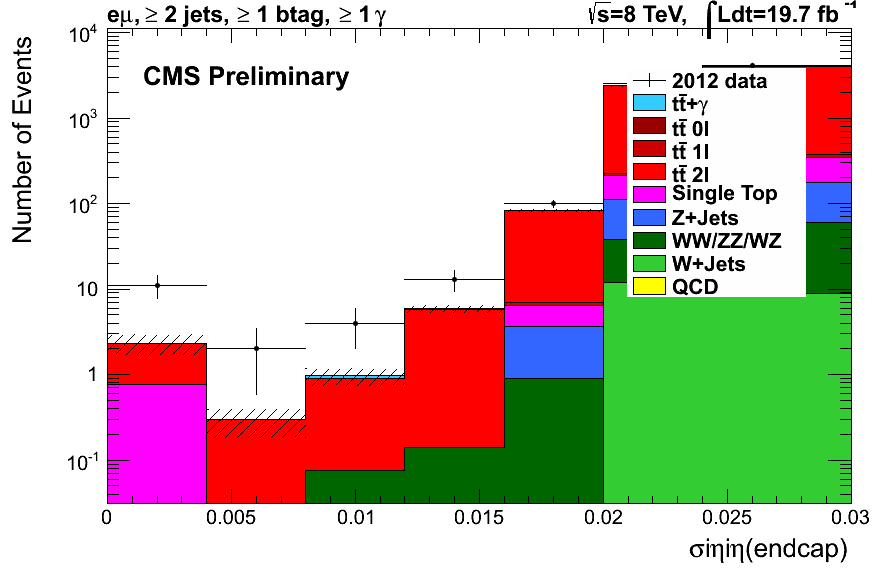 eμ, ≥ 2 jets, ≥ 1 btag, ≥ 1 γ
√s=8 TeV, ∫Ldt=19.7 fb⁻¹
CMS Preliminary
Number of Events
10⁴
10³
10²
10
1
10⁻¹
2012 data
tt̄+γ
tt̄ 0l
tt̄ 1l
tt̄ 2l
Single Top
Z+Jets
WW/ZZ/WZ
W+Jets
QCD
0 0.005 0.01 0.015 0.02 0.025 0.03
σiηiη(endcap)